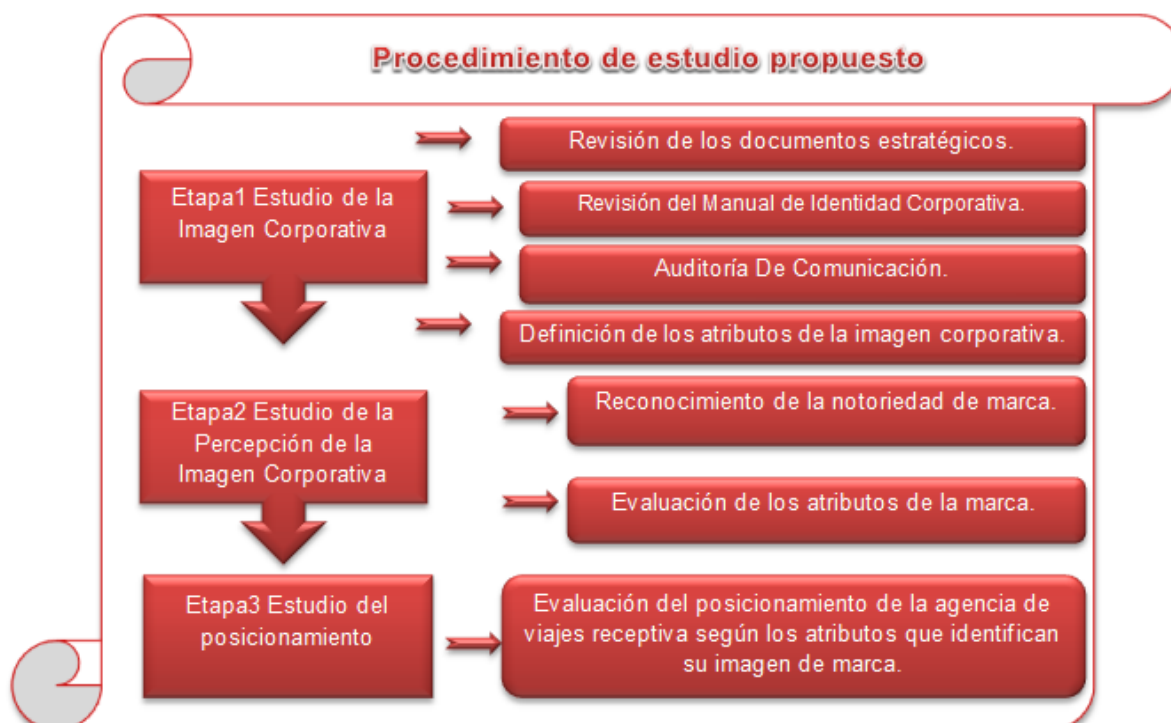 Procedimiento de estudio propuesto
Etapa1 Estudio de la
Imagen Corporativa
Revisión de los documentos estratégicos.
Revisión del Manual de Identidad Corporativa.
Auditoría De Comunicación.
Definición de los atributos de la imagen corporativa.
Etapa2 Estudio de la
Percepción de la
Imagen Corporativa
Reconocimiento de la notoriedad de marca.
Evaluación de los atributos de la marca.
Etapa3 Estudio del
posicionamiento
Evaluación del posicionamiento de la agencia de
viajes receptiva según los atributos que identifican
su imagen de marca.